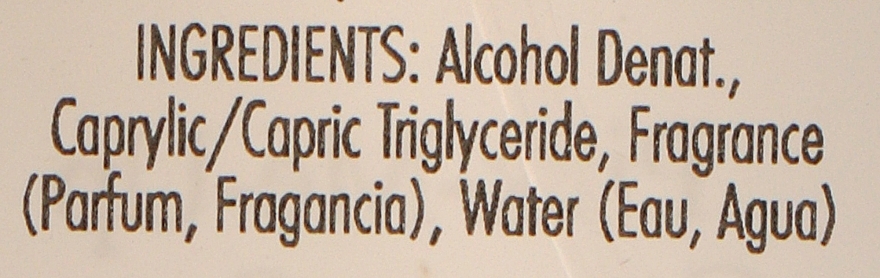 INGREDIENTS: Alcohol Denat.,
Caprylic/Capric Triglyceride, Fragrance
(Parfum, Fragancia), Water (Eau, Agua)